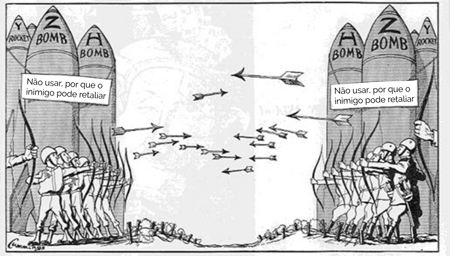 Y
ROCKET
Z
BOMB
H
BOMB
Não usar, por que o
inimigo pode retaliar
H
BOMB
Z
BOMB
Y
ROCKET
Não usar, por que o
inimigo pode retaliar
Cummings